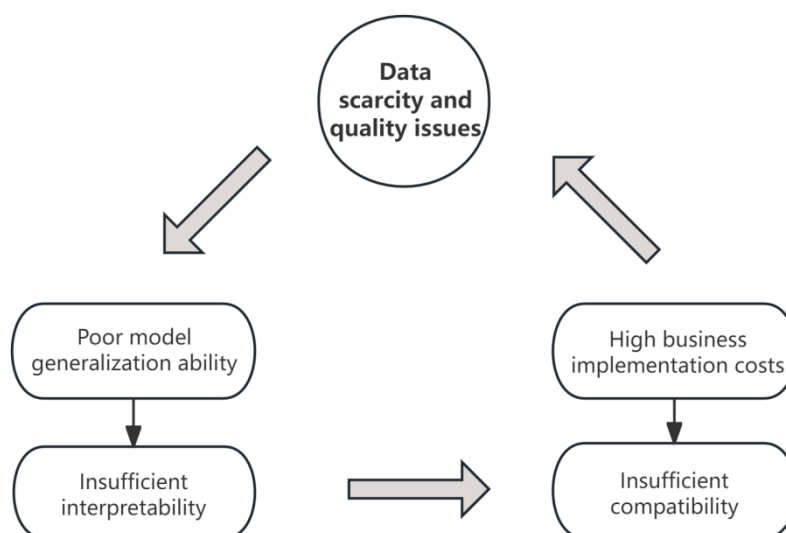 Data
scarcity and
quality issues
Poor model
generalization ability
High business
implementation costs
Insufficient
interpretability
Insufficient
compatibility